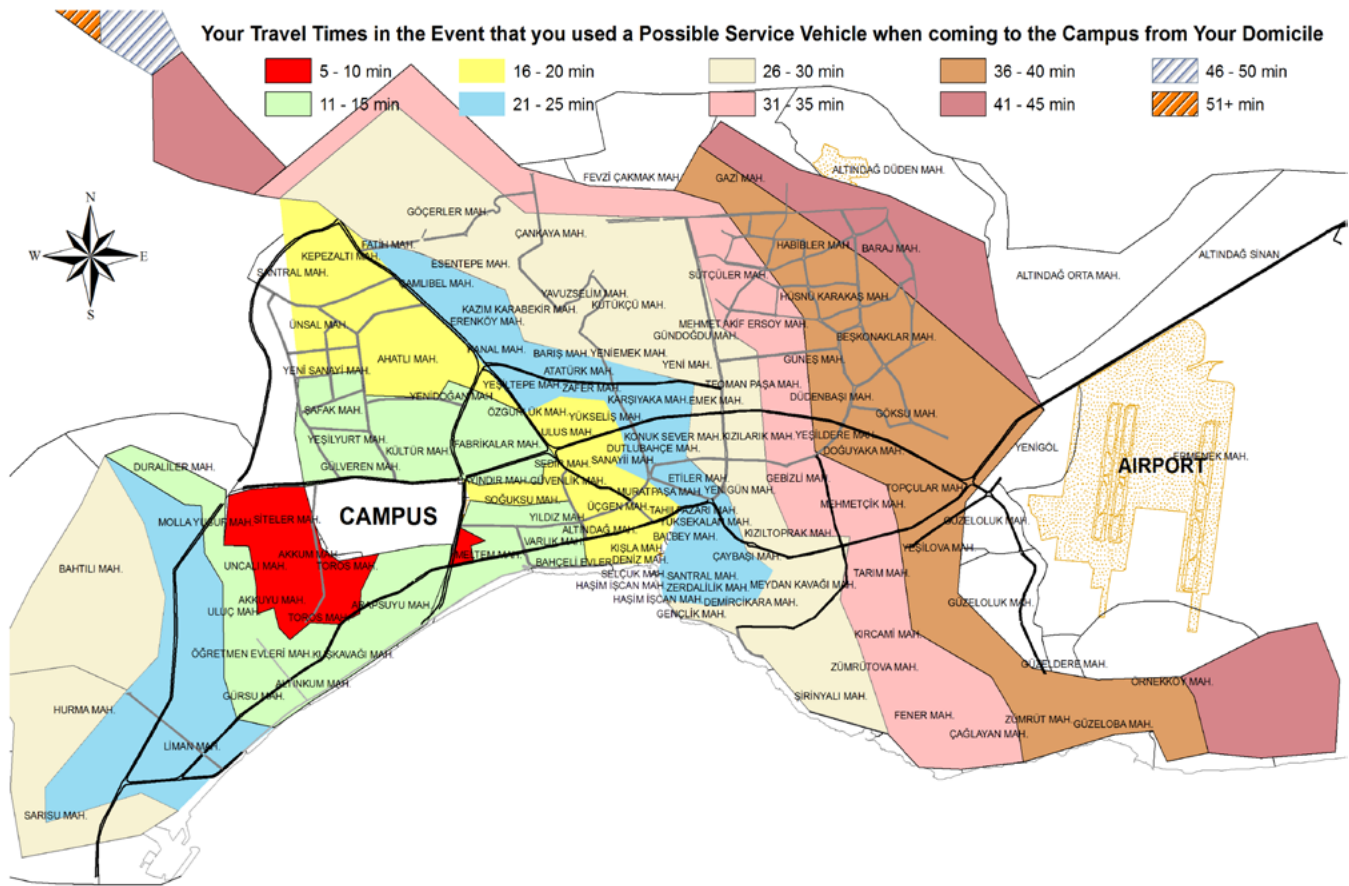 Your Travel Times in the Event that you used a Possible Service Vehicle when coming to the Campus from Your Domicile
5 - 10 min
16 - 20 min
26 - 30 min
36 - 40 min
46 - 50 min
11 - 15 min
21 - 25 min
31 - 35 min
41 - 45 min
51+ min
N
W
E
S
FEVZİ ÇAKMAK MAH.
GAZİ MAH.
ALTINDAĞ DÜDEN MAH.
GÖÇERLER MAH.
ÇANKAYA MAH.
FATİH MAH.
HABİBLER MAH.
BARAJ MAH.
KEPEZALTI MAH.
ALTINDAĞ SİNAN
SANTRAL MAH.
ESENTEPE MAH.
SÜTÇÜLER MAH.
ALTINDAĞ ORTA MAH.
ÇAMLIBEL MAH.
YAVUZSELİM MAH.
HÜSNÜ KARAKAŞ MAH.
KÜTÜKÇÜ MAH.
KAZIM KARABEKİR MAH.
ERENKÖY MAH.
ÜNSAL MAH.
MEHMET AKİF ERSOY MAH.
GÜNDOĞDU MAH.
BEŞKONAKLAR MAH.
KANAL MAH.
BARIŞ MAH.
YENİEMEK MAH.
AHATLI MAH.
GÜNEŞ MAH.
YENİ MAH.
YENİ SANAYİ MAH.
ATATÜRK MAH.
YEŞİLTEPE MAH.
ZAFER MAH.
TEOMAN PAŞA MAH.
YENİDOĞAN MAH.
KARŞIYAKA MAH.
EMEK MAH.
DÜDENBAŞI MAH.
ŞAFAK MAH.
ÖZGÜRLÜK MAH.
YÜKSELİŞ MAH.
GÖKSU MAH.
ULUS MAH.
YEŞİLYURT MAH.
KONUK SEVER MAH.
KIZILARIK MAH.
YEŞİLDERE MAH.
FABRİKALAR MAH.
DUTLUBAHÇE MAH.
YENİGÖL
KÜLTÜR MAH.
DOĞUYAKA MAH.
ERMENEK MAH.
AIRPORT
DURALİLER MAH.
GÜLVEREN MAH.
SEDİR MAH.
SANAYİİ MAH.
BAYINDIR MAH.
GÜVENLİK MAH.
ETİLER MAH.
GEBİZLİ MAH.
TOPÇULAR MAH.
SOĞUKSU MAH.
MURATPAŞA MAH.
YENİ GÜN MAH.
ÜÇGEN MAH.
MEHMETÇİK MAH.
CAMPUS
MOLLA YUSUF MAH.
SİTELER MAH.
YILDIZ MAH.
TAHIL PAZARI MAH.
YÜKSEKALAN MAH.
GÜZELOLUK MAH.
ALTINDAĞ MAH.
BALBEY MAH.
KIZILTOPRAK MAH.
VARLIK MAH.
KIŞLA MAH.
YEŞİLOVA MAH.
AKKUM MAH.
MELTEM MAH.
BAHÇELİ EVLER
DENİZ MAH.
ÇAYBAŞI MAH.
BAHTILI MAH.
UNCALI MAH.
TOROS MAH.
SELÇUK MAH.
SANTRAL MAH.
TARIM MAH.
HAŞİM İŞCAN MAH.
ZERDALİLİK MAH.
MEYDAN KAVAĞI MAH.
AKKUYU MAH.
ARAPSUYU MAH.
HAŞİM İŞCAN MAH.
DEMİRCİKARA MAH.
GÜZELOLUK MAH.
ULUÇ MAH.
TOROS MAH.
GENÇLİK MAH.
KIRCAMİ MAH.
ÖĞRETMEN EVLERİ MAH.
KUŞKAVAĞI MAH.
ZÜMRÜTOVA MAH.
GÜZELDERE MAH.
ALTINKUM MAH.
ÖRNEKKÖY MAH.
GÜRSU MAH.
ŞİRİNYALI MAH.
HURMA MAH.
FENER MAH.
ZÜMRÜT MAH.
GÜZELOBA MAH.
ÇAĞLAYAN MAH.
LİMAN MAH.
SARISU MAH.